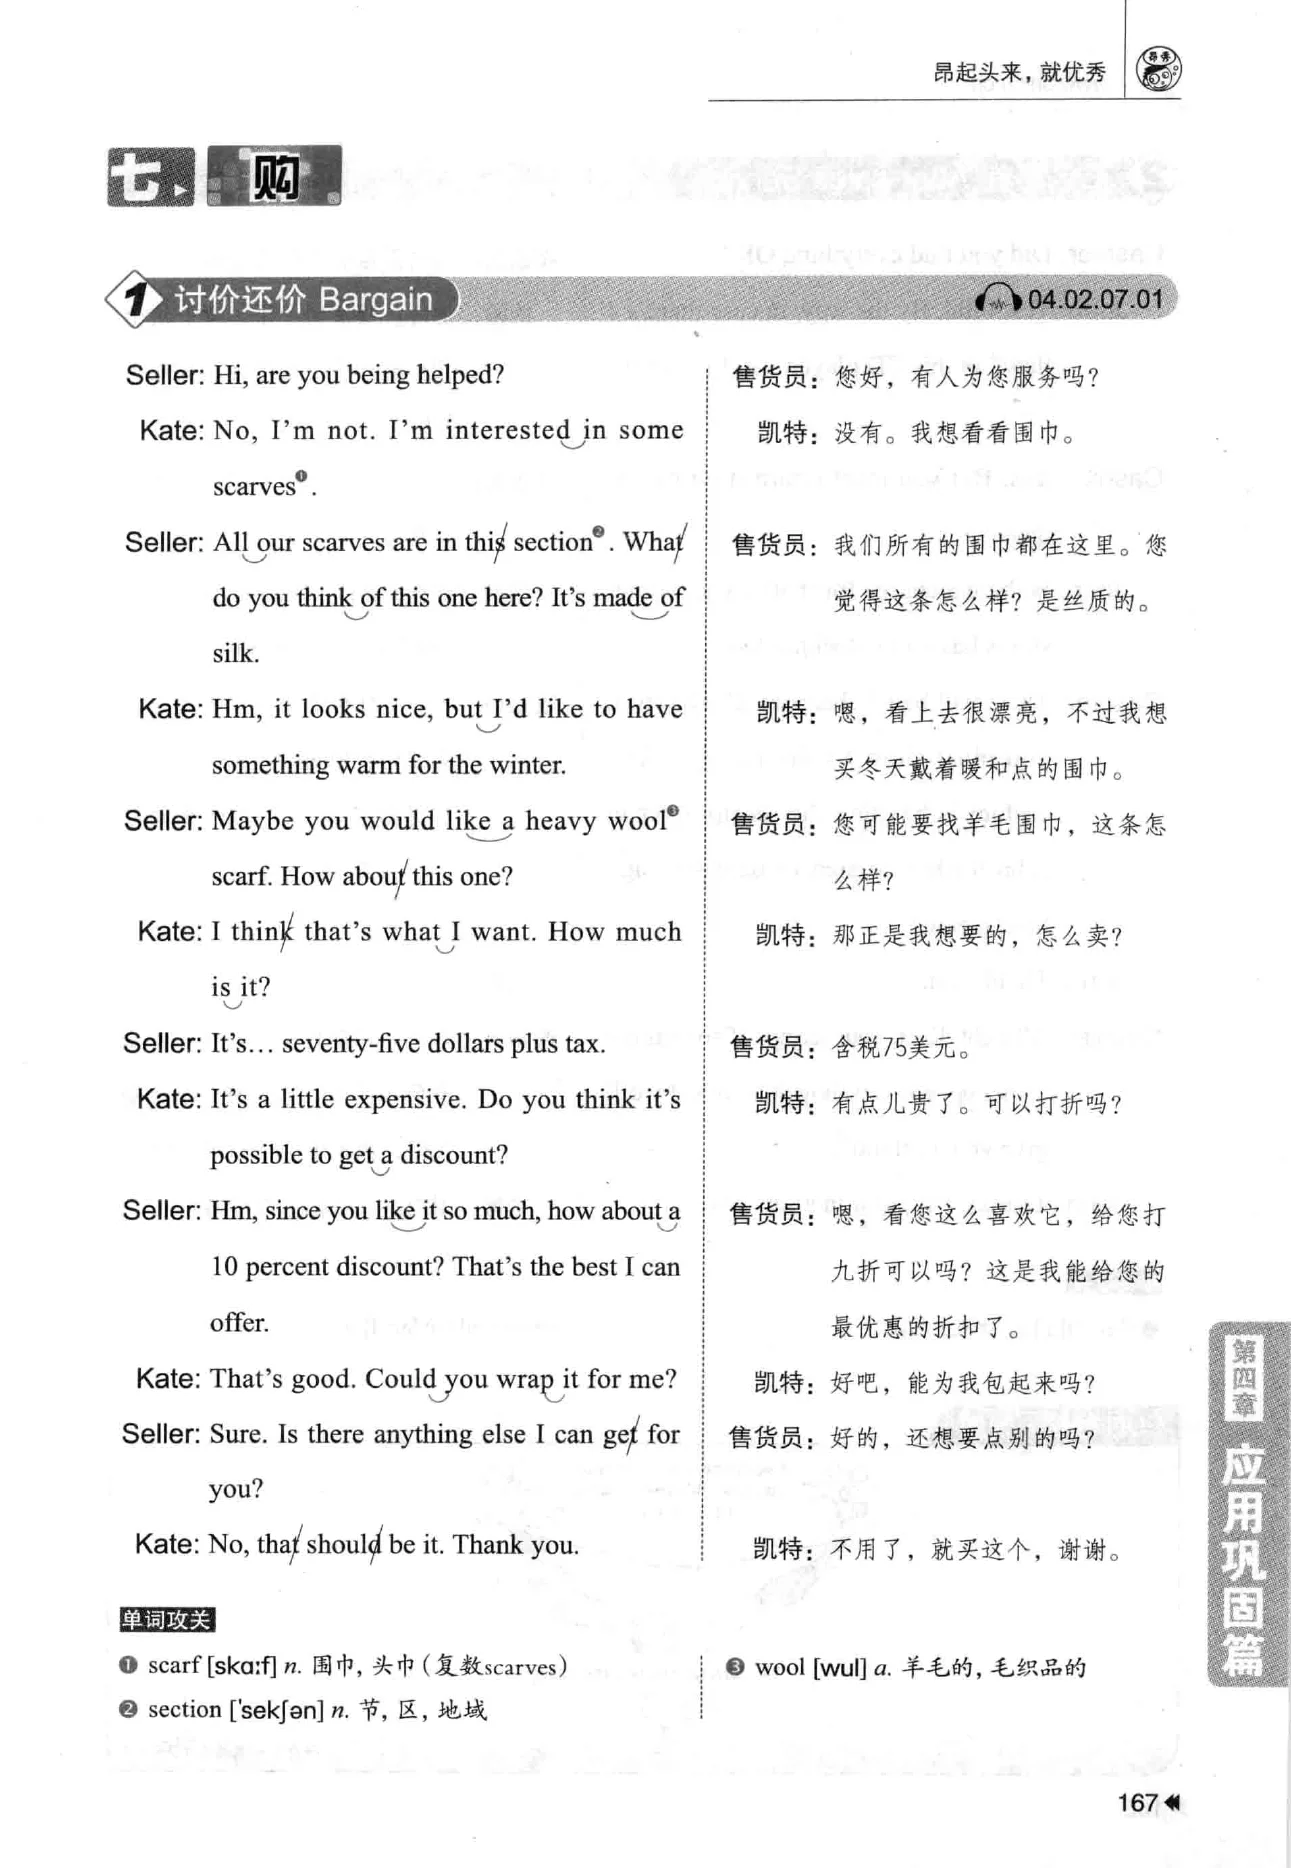 昂起头来，就优秀
昂秀
七 购
1 讨价还价 Bargain 04.02.07.01
Seller: Hi, are you being helped?
Kate: No, I'm not. I'm interested in some
scarves❶.
Seller: All our scarves are in this section❷. What
do you think of this one here? It's made of
silk.
Kate: Hm, it looks nice, but I'd like to have
something warm for the winter.
Seller: Maybe you would like a heavy wool❸
scarf. How about this one?
Kate: I think that's what I want. How much
is it?
Seller: It's... seventy-five dollars plus tax.
Kate: It's a little expensive. Do you think it's
possible to get a discount?
Seller: Hm, since you like it so much, how about a
10 percent discount? That's the best I can
offer.
Kate: That's good. Could you wrap it for me?
Seller: Sure. Is there anything else I can get for
you?
Kate: No, that should be it. Thank you.
售货员：您好，有人为您服务吗？
凯特：没有。我想看看围巾。
售货员：我们所有的围巾都在这里。您
觉得这条怎么样？是丝质的。
凯特：嗯，看上去很漂亮，不过我想
买冬天戴着暖和点的围巾。
售货员：您可能要找羊毛围巾，这条怎
么样？
凯特：那正是我想要的，怎么卖？
售货员：含税75美元。
凯特：有点儿贵了。可以打折吗？
售货员：嗯，看您这么喜欢它，给您打
九折可以吗？这是我能给您的
最优惠的折扣了。
凯特：好吧，能为我包起来吗？
售货员：好的，还想要点别的吗？
凯特：不用了，就买这个，谢谢。
单词攻关
❶ scarf [skɑːf] n. 围巾，头巾（复数scarves）
❷ section ['sekʃən] n. 节，区，地域
❸ wool [wul] a. 羊毛的，毛织品的
第四章
应用巩固篇
167